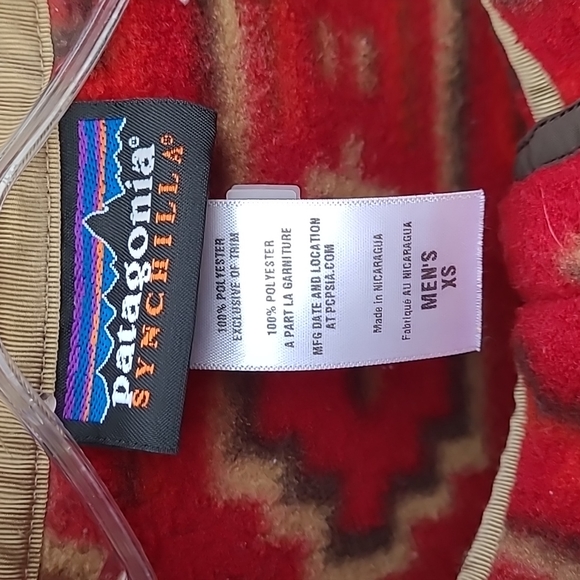 patagonia®
SYNCHILLA®
100% POLYESTER
EXCLUSIVE OF TRIM
100% POLYESTER
A PART LA GARNITURE
MFG DATE AND LOCATION
AT PCPSIA.COM
Made in NICARAGUA
Fabriqué AU NICARAGUA
MEN'S
XS